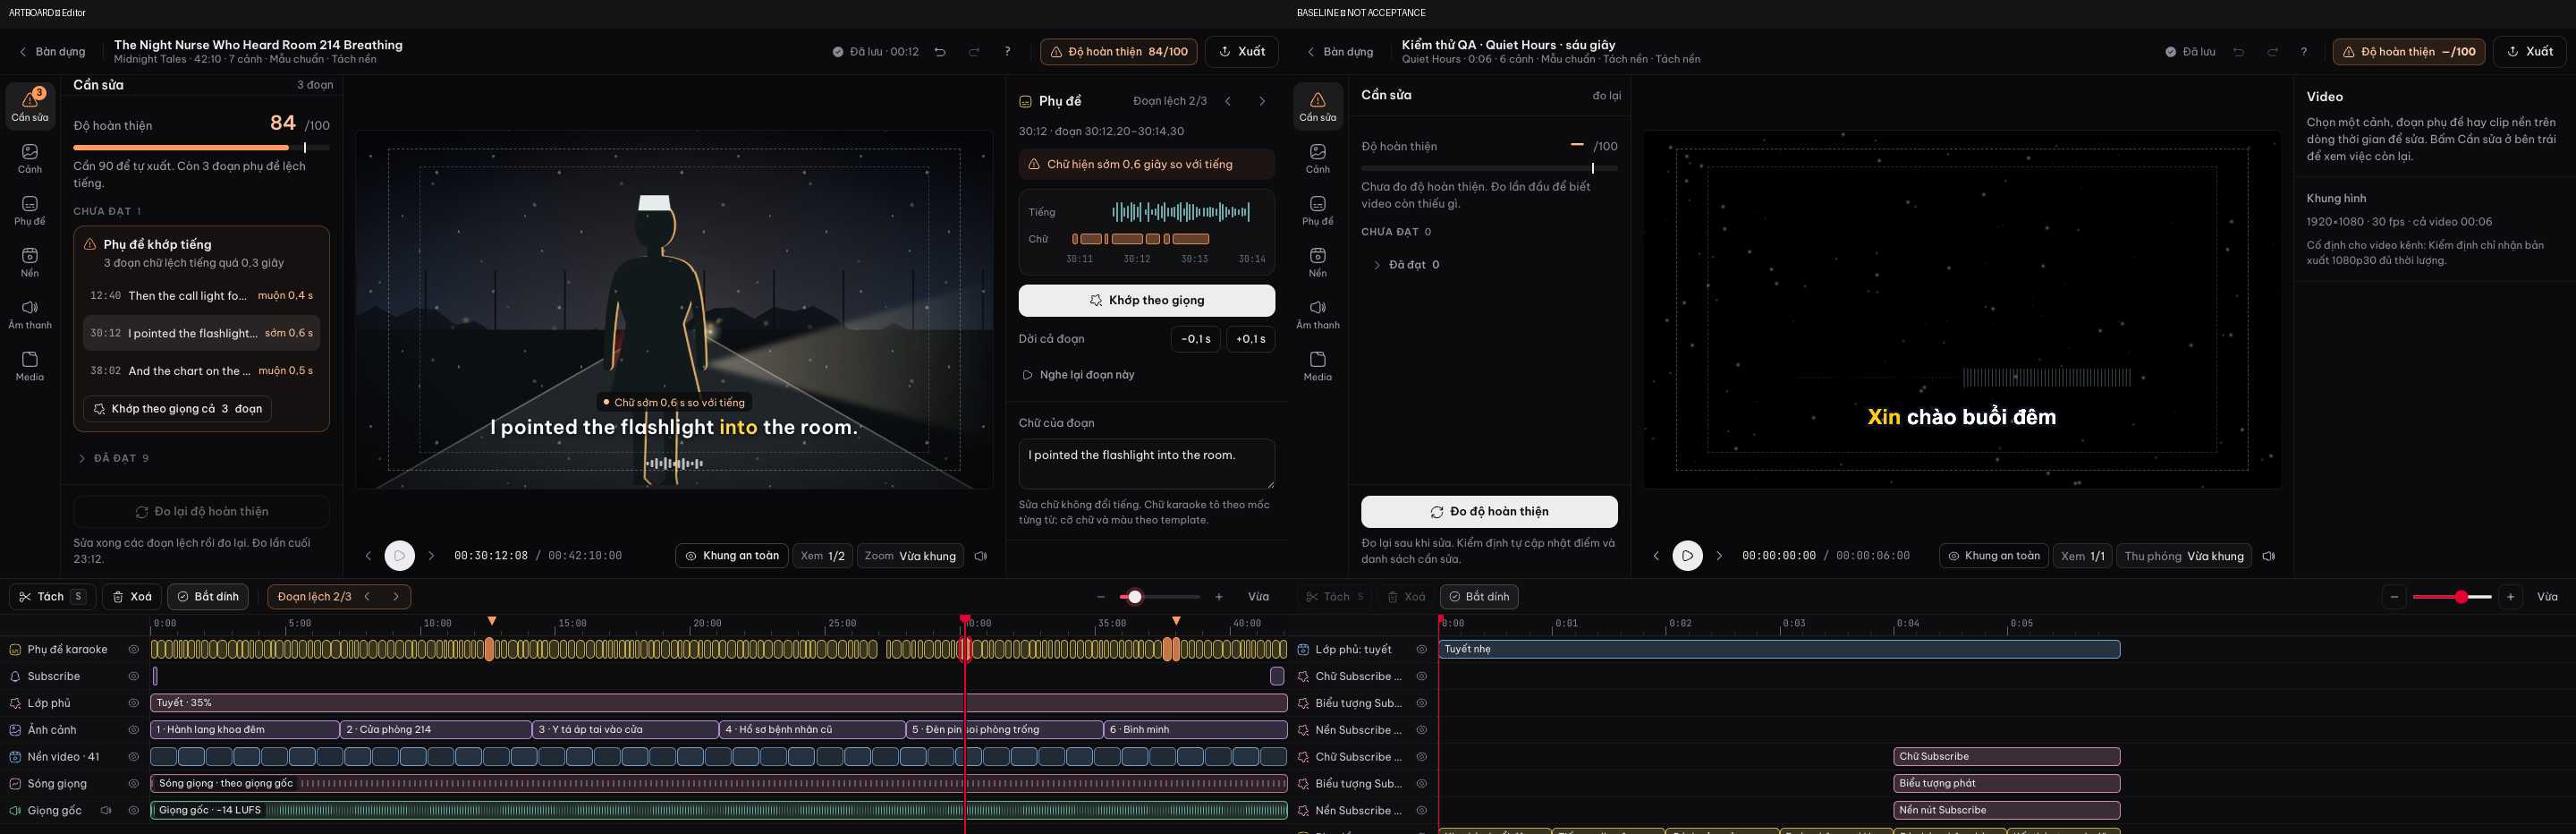 ARTBOARD Editor
Bàn dựng
The Night Nurse Who Heard Room 214 Breathing
Midnight Tales · 42:10 · 7 cảnh · Mẫu chuẩn · Tách nền
Đã lưu · 00:12
?
Độ hoàn thiện 84/100
Xuất
3
Cần sửa
Cảnh
Phụ đề
Nền
Âm thanh
Media
Cần sửa
3 đoạn
Độ hoàn thiện
84 /100
Cần 90 để tự xuất. Còn 3 đoạn phụ đề lệch
tiếng.
CHƯA ĐẠT 1
Phụ đề khớp tiếng
3 đoạn chữ lệch tiếng quá 0,3 giây
12:40 Then the call light fo... muộn 0,4 s
30:12 I pointed the flashlight... sớm 0,6 s
38:02 And the chart on the ... muộn 0,5 s
Khớp theo giọng cả 3 đoạn
ĐÃ ĐẠT 9
Đo lại độ hoàn thiện
Sửa xong các đoạn lệch rồi đo lại. Đo lần cuối
23:12.
Chữ sớm 0,6 s so với tiếng
I pointed the flashlight into the room.
00:30:12:08 / 00:42:10:00
Khung an toàn
Xem 1/2
Zoom Vừa khung
Phụ đề
Đoạn lệch 2/3
30:12 · đoạn 30:12,20–30:14,30
Chữ hiện sớm 0,6 giây so với tiếng
Tiếng
Chữ
30:11 30:12 30:13 30:14
Khớp theo giọng
Dời cả đoạn
−0,1 s
+0,1 s
Nghe lại đoạn này
Chữ của đoạn
I pointed the flashlight into the room.
Sửa chữ không đổi tiếng. Chữ karaoke tô theo mốc
từng từ; cỡ chữ và màu theo template.
Tách S
Xoá
Bắt dính
Đoạn lệch 2/3
Vừa
0:00 5:00 10:00 15:00 20:00 25:00 30:00 35:00 40:00
Phụ đề karaoke
Subscribe
Lớp phủ
Tuyết · 35%
Ảnh cảnh
1 · Hành lang khoa đêm
2 · Cửa phòng 214
3 · Y tá áp tai vào cửa
4 · Hồ sơ bệnh nhân cũ
5 · Đèn pin soi phòng trống
6 · Bình minh
Nền video · 41
Sóng giọng
Sóng giọng · theo giọng gốc
Giọng gốc
Giọng gốc · -14 LUFS
BASELINE NOT ACCEPTANCE
Bàn dựng
Kiểm thử QA · Quiet Hours · sáu giây
Quiet Hours · 0:06 · 6 cảnh · Mẫu chuẩn · Tách nền · Tách nền
Đã lưu
?
Độ hoàn thiện –/100
Xuất
Cần sửa
Cảnh
Phụ đề
Nền
Âm thanh
Media
Cần sửa
đo lại
Độ hoàn thiện
– /100
Chưa đo độ hoàn thiện. Đo lần đầu để biết
video còn thiếu gì.
CHƯA ĐẠT 0
Đã đạt 0
Đo độ hoàn thiện
Đo lại sau khi sửa. Kiểm định tự cập nhật điểm và
danh sách cần sửa.
Xin chào buổi đêm
00:00:00:00 / 00:00:06:00
Khung an toàn
Xem 1/1
Thu phóng Vừa khung
Video
Chọn một cảnh, đoạn phụ đề hay clip nền trên
dòng thời gian để sửa. Bấm Cần sửa ở bên trái
để xem việc còn lại.
Khung hình
1920×1080 · 30 fps · cả video 00:06
Cố định cho video kênh: Kiểm định chỉ nhận bản
xuất 1080p30 đủ thời lượng.
Tách S
Xoá
Bắt dính
Vừa
0:00 0:01 0:02 0:03 0:04 0:05
Lớp phủ: tuyết
Tuyết nhẹ
Chữ Subscribe ...
Biểu tượng Sub...
Nền Subscribe ...
Chữ Subscribe ...
Chữ Subscribe
Biểu tượng Sub...
Biểu tượng phát
Nền Subscribe ...
Nền nút Subscribe